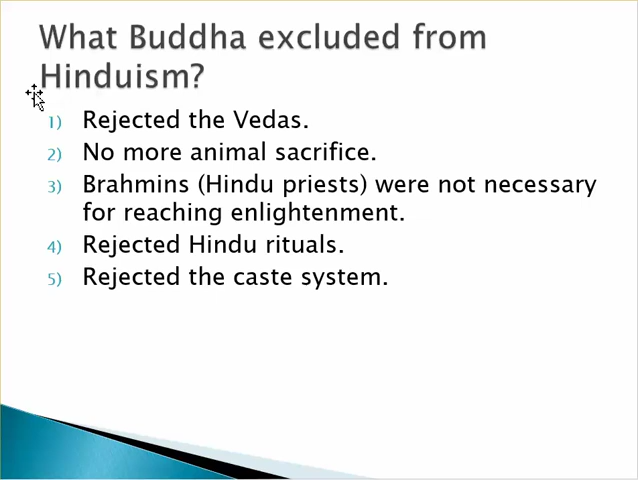 What Buddha excluded from
Hinduism?
1) Rejected the Vedas.
2) No more animal sacrifice.
3) Brahmins (Hindu priests) were not necessary
for reaching enlightenment.
4) Rejected Hindu rituals.
5) Rejected the caste system.